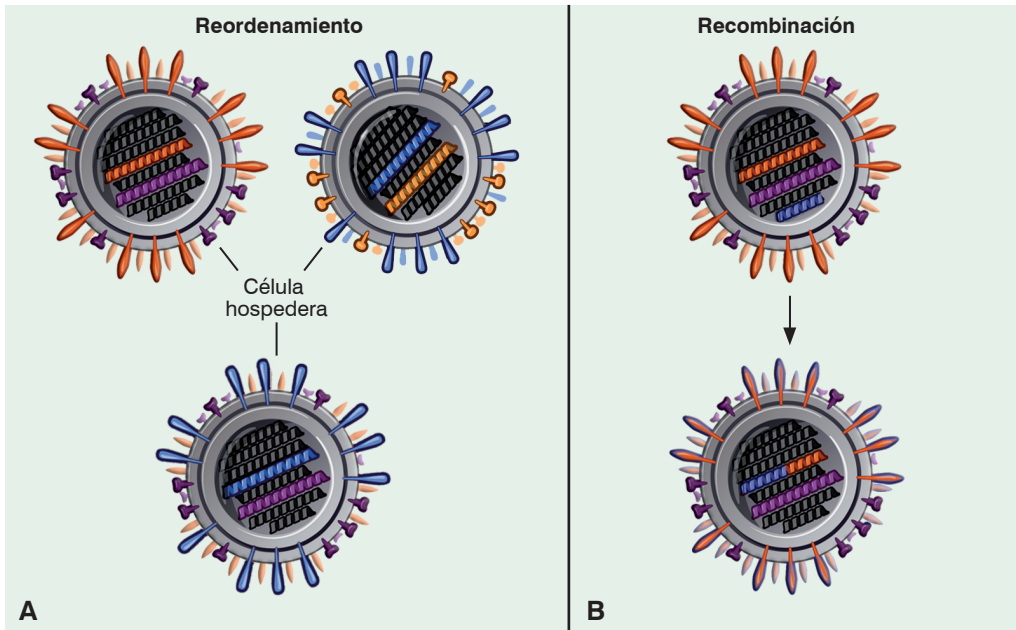 Reordenamiento
Célula
hospedera
A
Recombinación
B